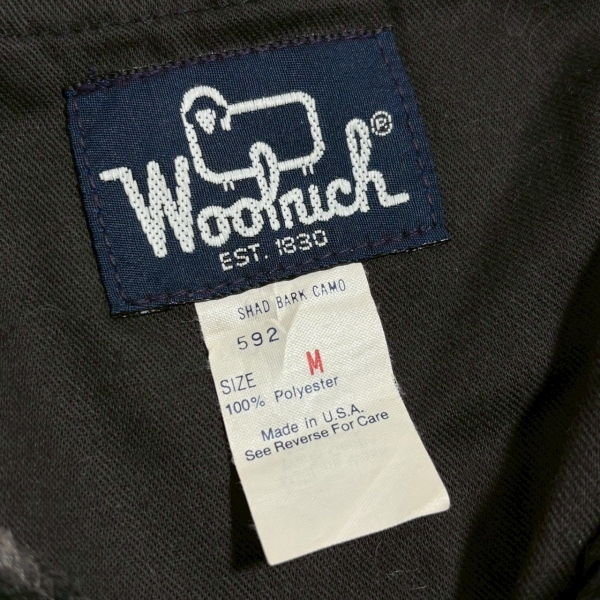 Woolrich®
EST. 1830
SHAD BARK CAMO
592
M
SIZE
100% Polyester
Made in U.S.A.
See Reverse For Care